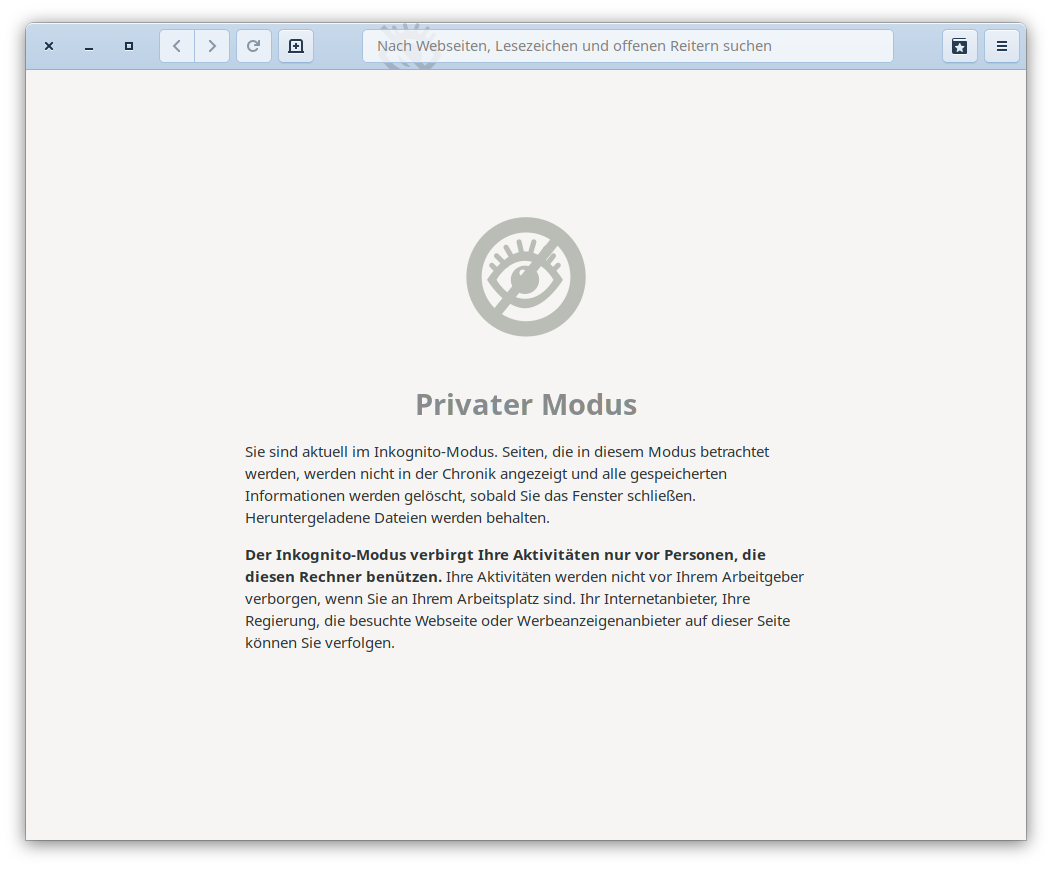 Nach Webseiten, Lesezeichen und offenen Reitern suchen
Privater Modus
Sie sind aktuell im Inkognito-Modus. Seiten, die in diesem Modus betrachtet
werden, werden nicht in der Chronik angezeigt und alle gespeicherten
Informationen werden gelöscht, sobald Sie das Fenster schließen.
Heruntergeladene Dateien werden behalten.
Der Inkognito-Modus verbirgt Ihre Aktivitäten nur vor Personen, die
diesen Rechner benützen. Ihre Aktivitäten werden nicht vor Ihrem Arbeitgeber
verborgen, wenn Sie an Ihrem Arbeitsplatz sind. Ihr Internetanbieter, Ihre
Regierung, die besuchte Webseite oder Werbeanzeigenanbieter auf dieser Seite
können Sie verfolgen.